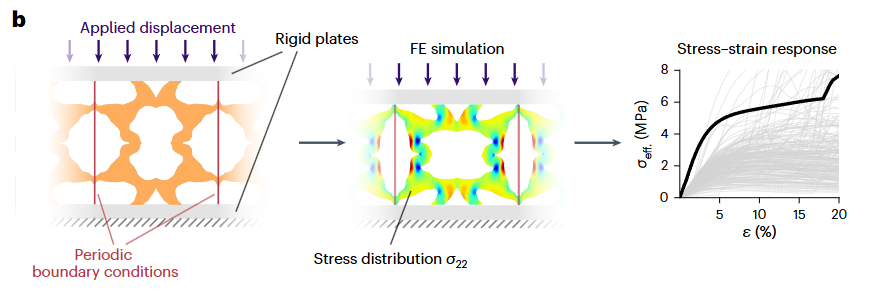 b
Applied displacement
Rigid plates
FE simulation
Stress–strain response
Periodic
boundary conditions
Stress distribution σ22
σeff. (MPa)
8
6
4
2
0
5 10 15 20
ε (%)